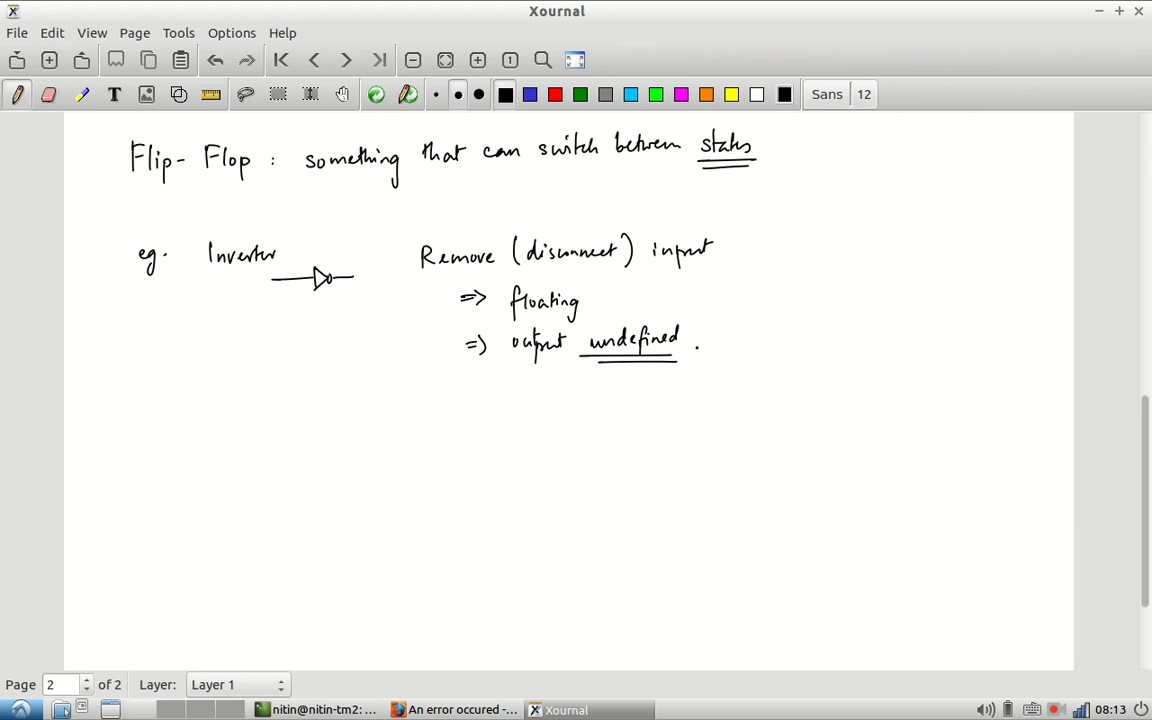 Xournal
File Edit View Page Tools Options Help
Sans 12
Flip-Flop : something that can switch between states
eg. Inverter Remove (disconnect) input
=> floating
=> output undefined.
Page 2 of 2 Layer: Layer 1
nitin@nitin-tm2: ... An error occured -... Xournal 08:13